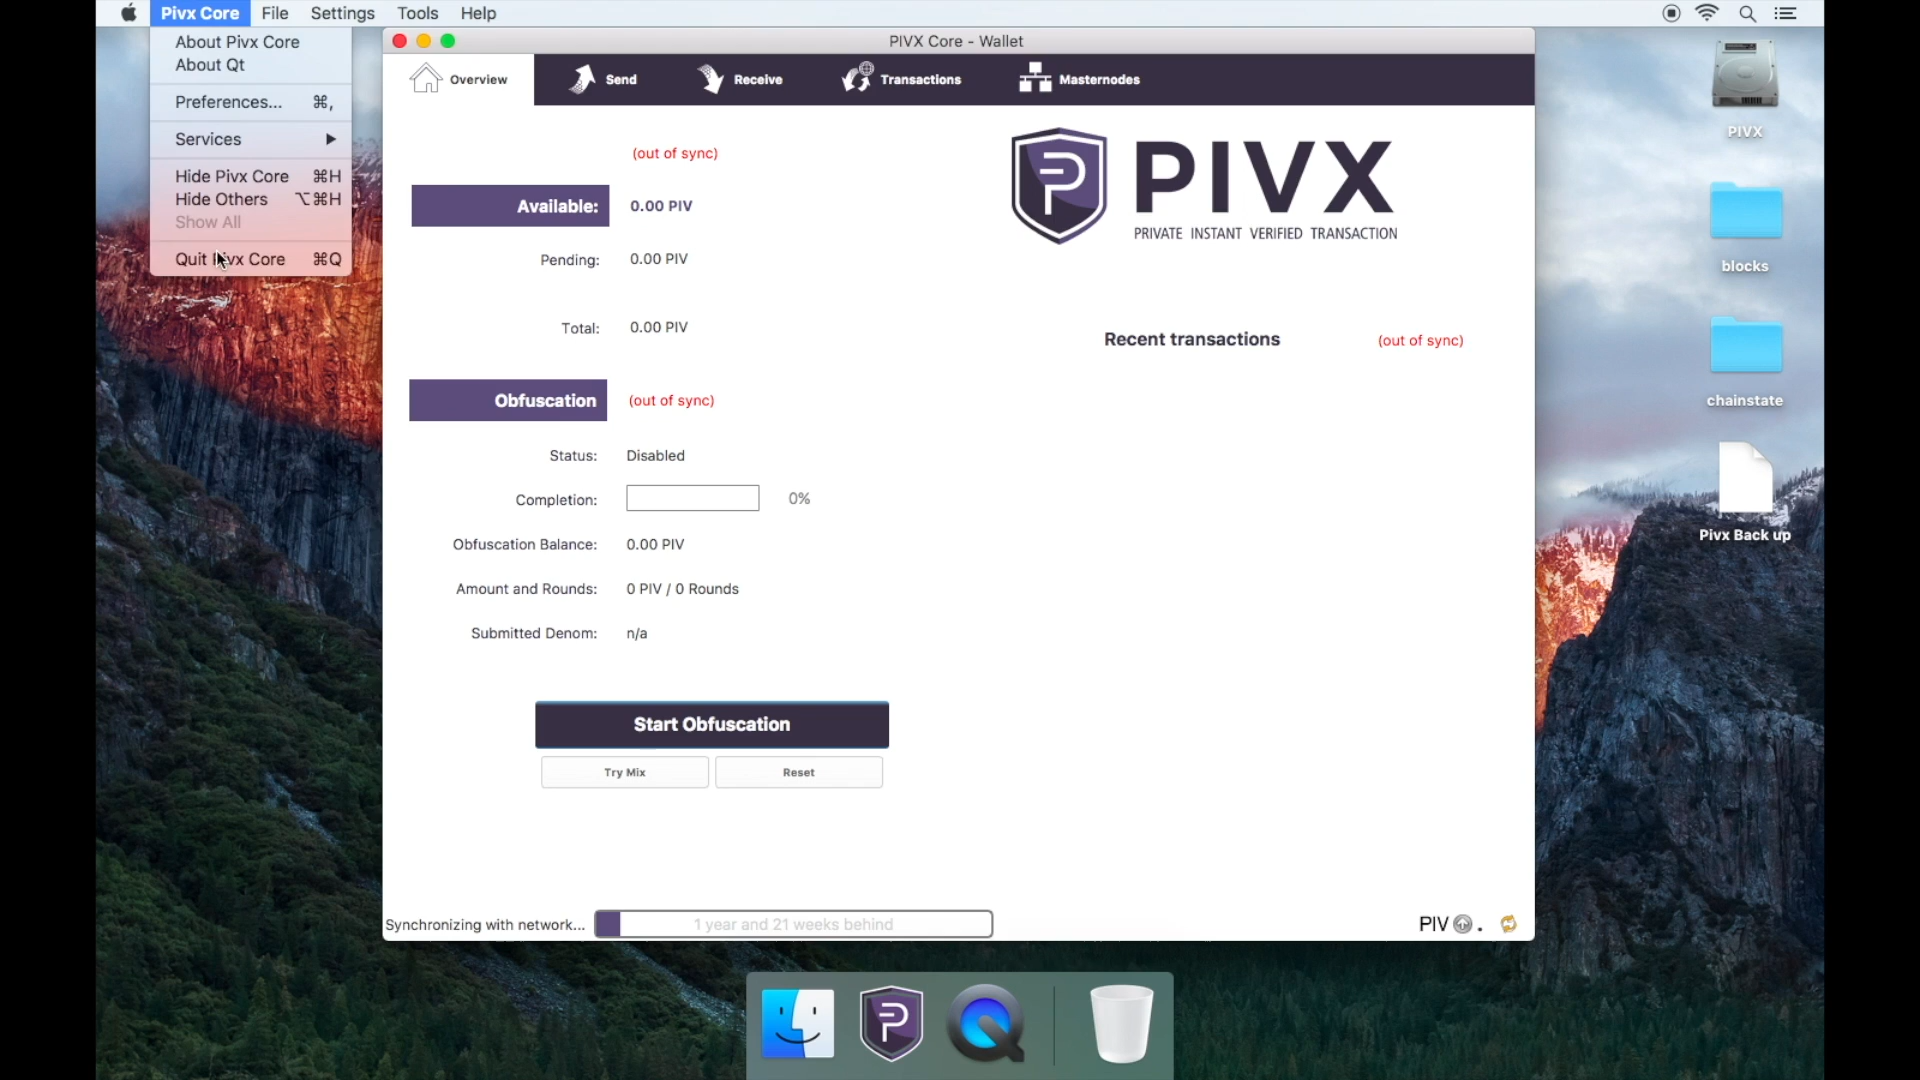 Pivx Core File Settings Tools Help
About Pivx Core
About Qt
Preferences... ⌘,
Services ▶
Hide Pivx Core ⌘H
Hide Others ⌥⌘H
Show All
Quit Pivx Core ⌘Q
PIVX Core - Wallet
Overview Send Receive Transactions Masternodes
(out of sync)
Available: 0.00 PIV
Pending: 0.00 PIV
Total: 0.00 PIV
Obfuscation (out of sync)
Status: Disabled
Completion: 0%
Obfuscation Balance: 0.00 PIV
Amount and Rounds: 0 PIV / 0 Rounds
Submitted Denom: n/a
Start Obfuscation
Try Mix Reset
PIVX
PRIVATE INSTANT VERIFIED TRANSACTION
Recent transactions (out of sync)
Synchronizing with network... 1 year and 21 weeks behind
PIV
PIVX
blocks
chainstate
Pivx Back up